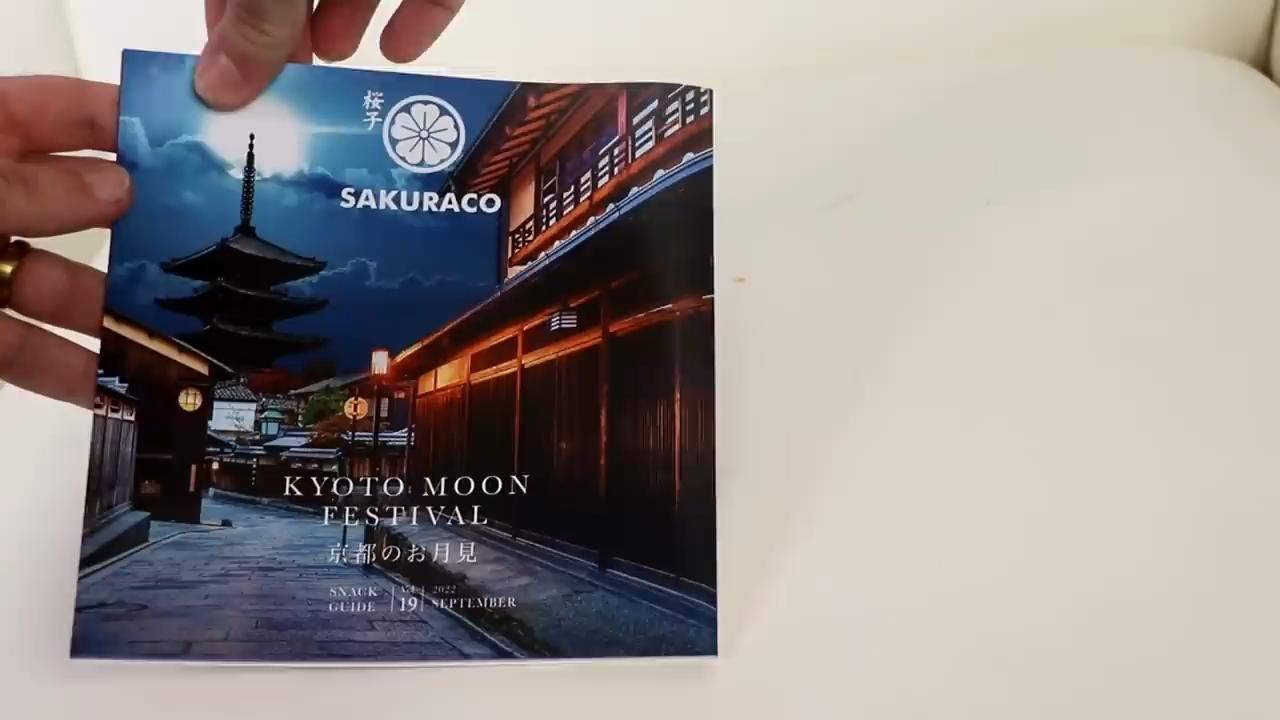 桜子
SAKURACO
KYOTO MOON
FESTIVAL
京都のお月見
SNACK GUIDE
Vol. 19
2022 SEPTEMBER